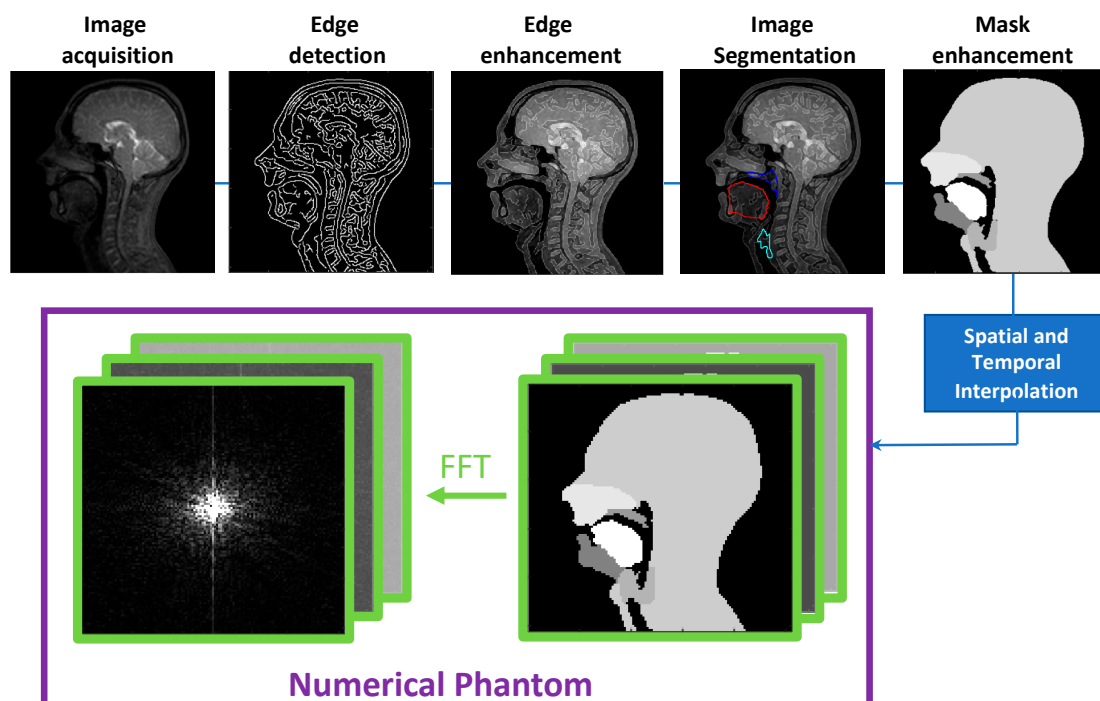 Image
acquisition
Edge
detection
Edge
enhancement
Image
Segmentation
Mask
enhancement
Spatial and
Temporal
Interpolation
FFT
Numerical Phantom